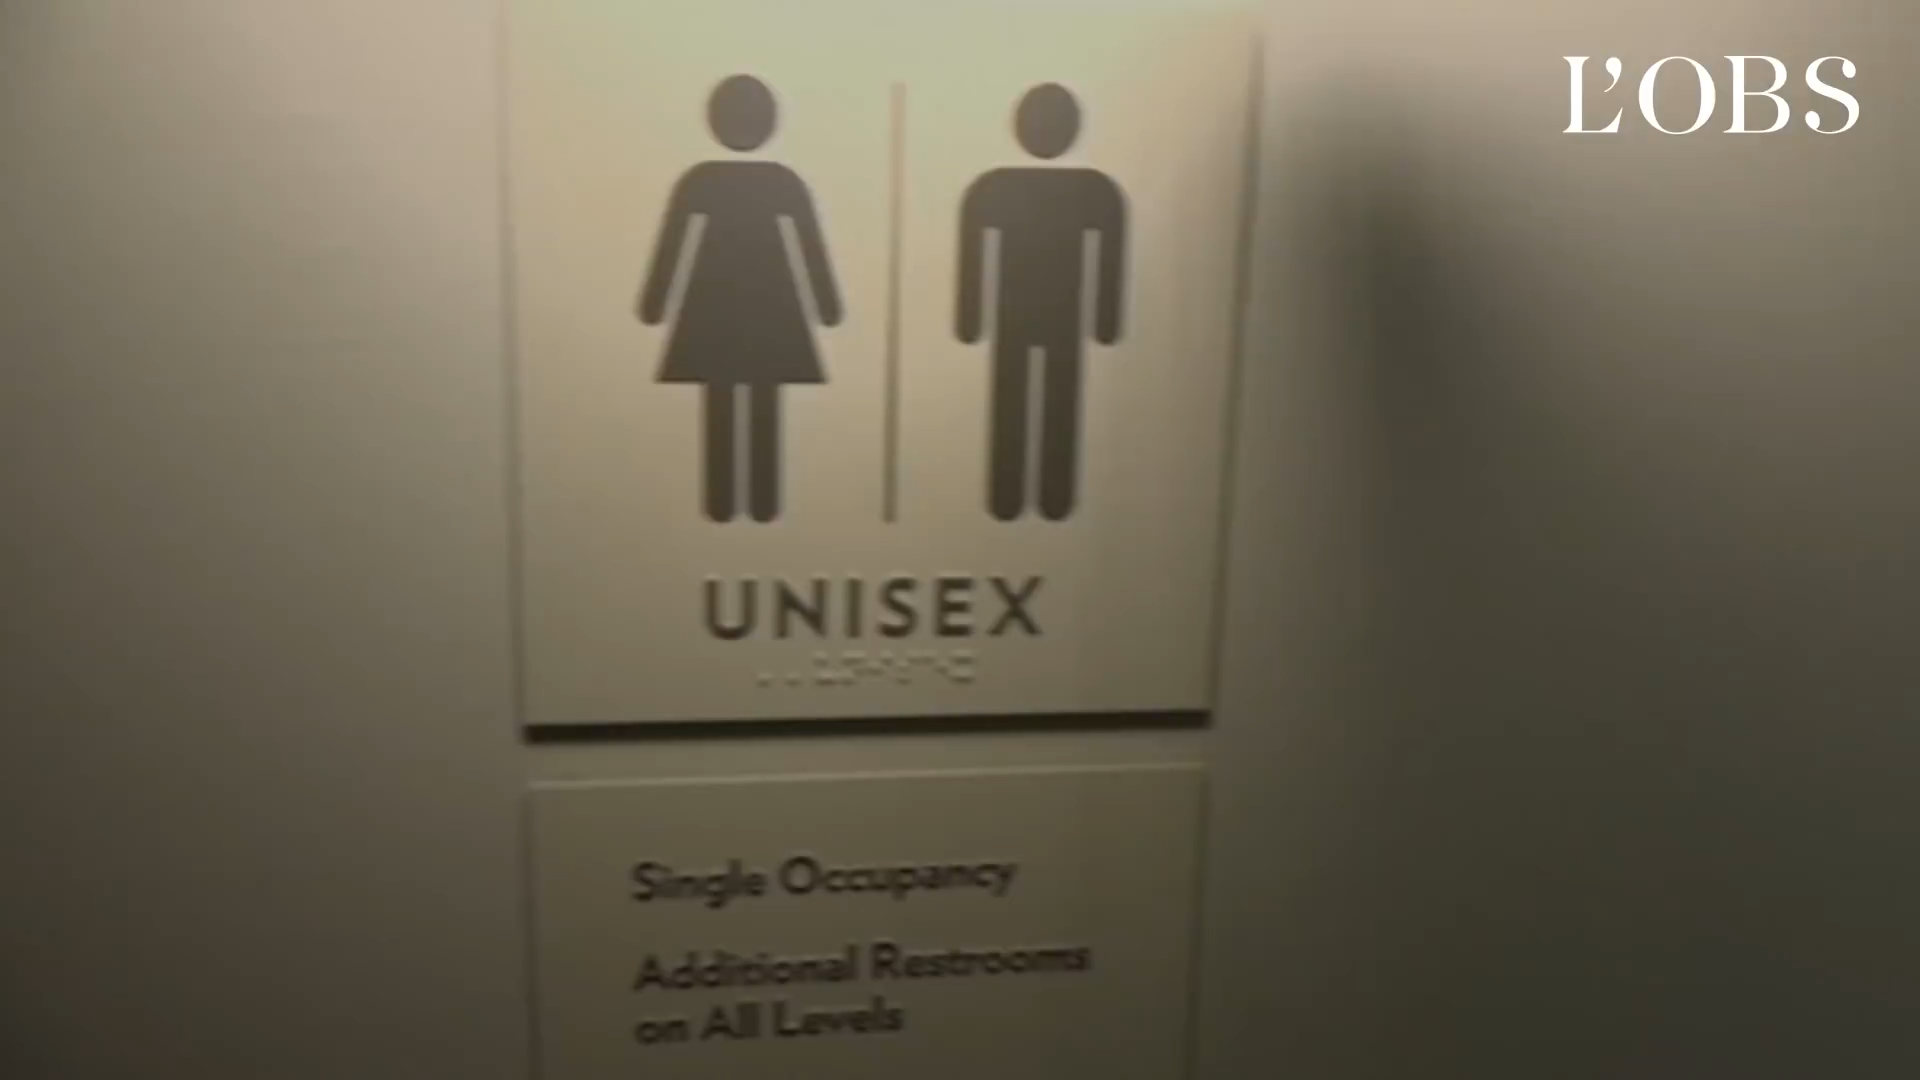 L'OBS
UNISEX
Single Occupancy
Additional Restrooms
on All Levels